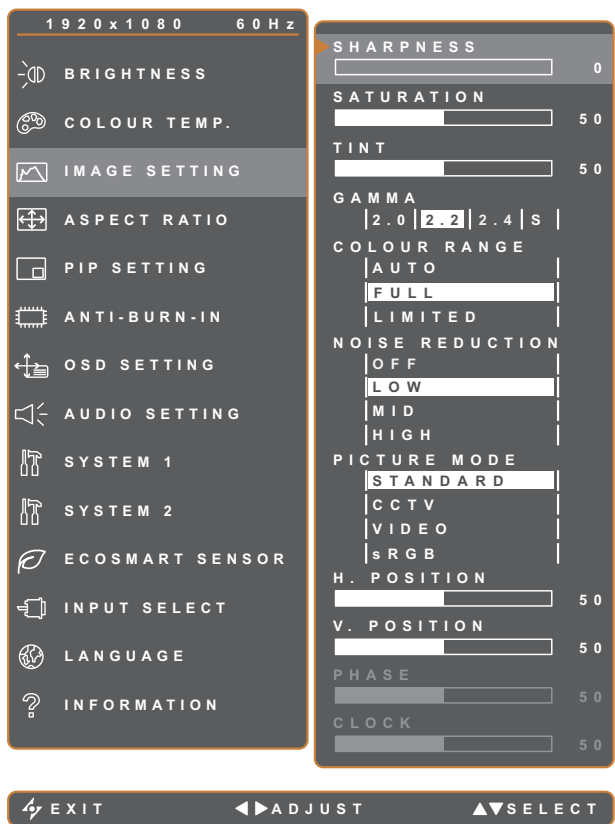 1920x1080 60Hz
BRIGHTNESS
COLOUR TEMP.
IMAGE SETTING
ASPECT RATIO
PIP SETTING
ANTI-BURN-IN
OSD SETTING
AUDIO SETTING
SYSTEM 1
SYSTEM 2
ECOSMART SENSOR
INPUT SELECT
LANGUAGE
INFORMATION
SHARPNESS
0
SATURATION
50
TINT
50
GAMMA
2.0 2.2 2.4 S
COLOUR RANGE
AUTO
FULL
LIMITED
NOISE REDUCTION
OFF
LOW
MID
HIGH
PICTURE MODE
STANDARD
CCTV
VIDEO
sRGB
H. POSITION
50
V. POSITION
50
PHASE
50
CLOCK
50
EXIT ADJUST SELECT